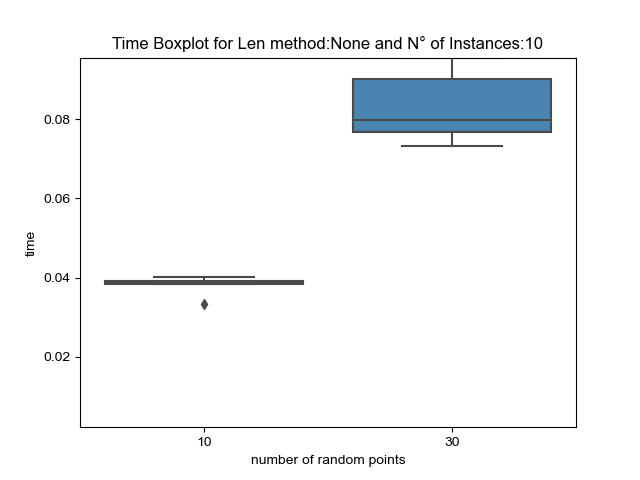 Time Boxplot for Len method:None and N° of Instances:10
0.08
0.06
0.04
0.02
time
10
30
number of random points